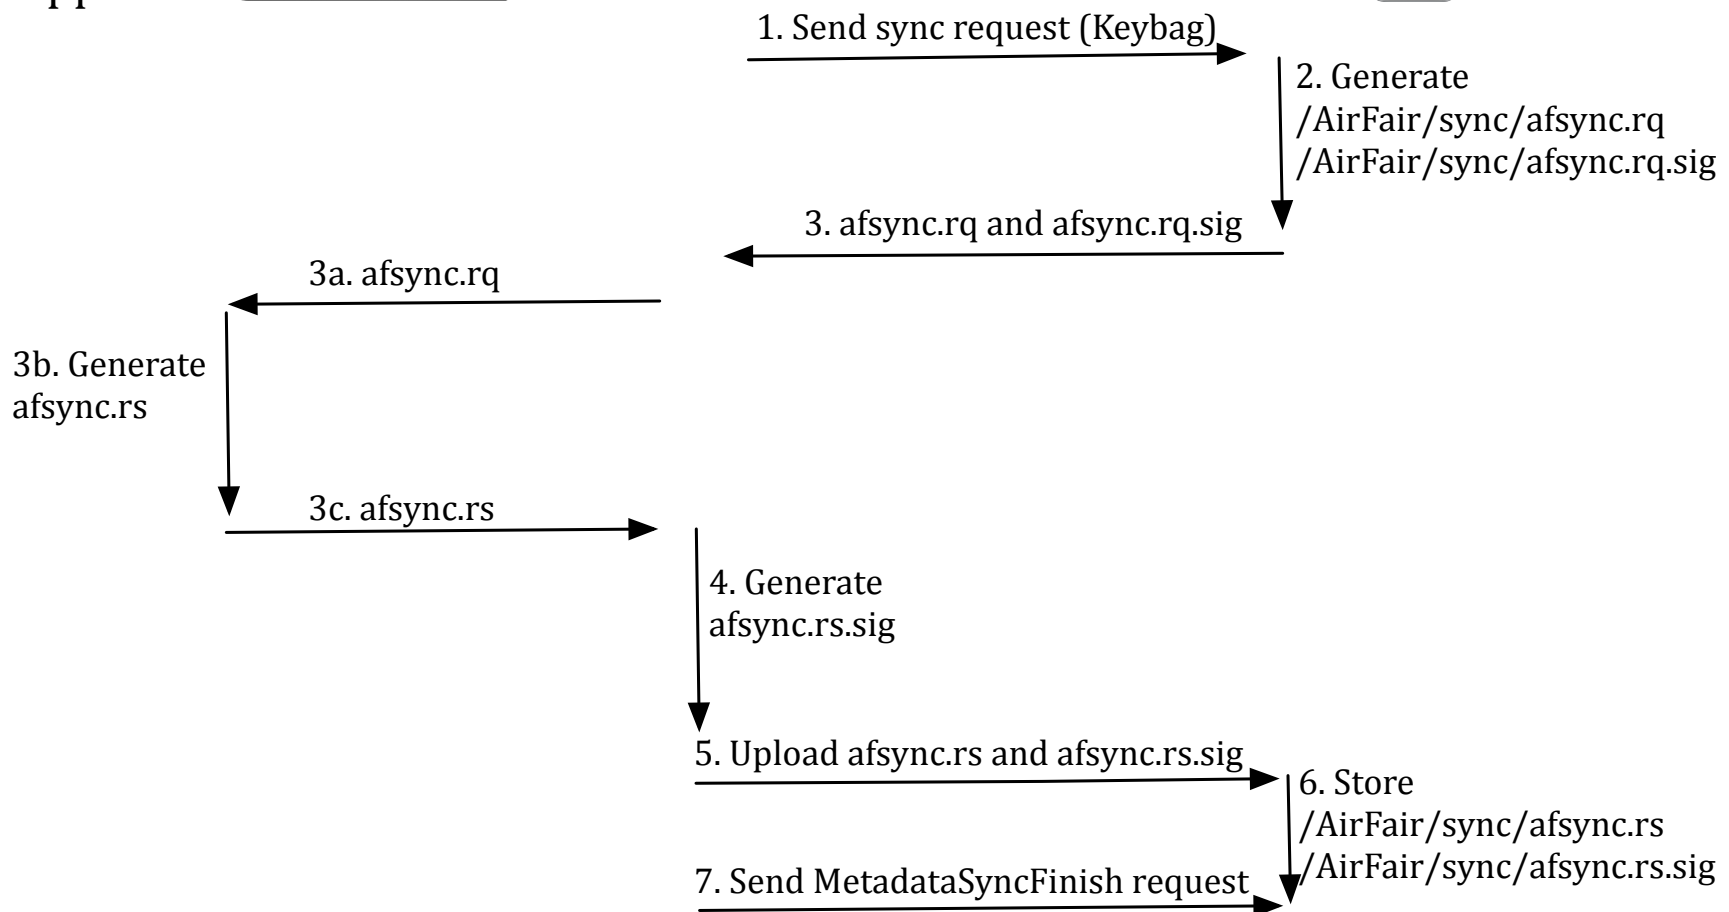 1. Send sync request (Keybag)
2. Generate
/AirFair/sync/afsync.rq
/AirFair/sync/afsync.rq.sig
3. afsync.rq and afsync.rq.sig
3a. afsync.rq
3b. Generate
afsync.rs
3c. afsync.rs
4. Generate
afsync.rs.sig
5. Upload afsync.rs and afsync.rs.sig
6. Store
/AirFair/sync/afsync.rs
/AirFair/sync/afsync.rs.sig
7. Send MetadataSyncFinish request